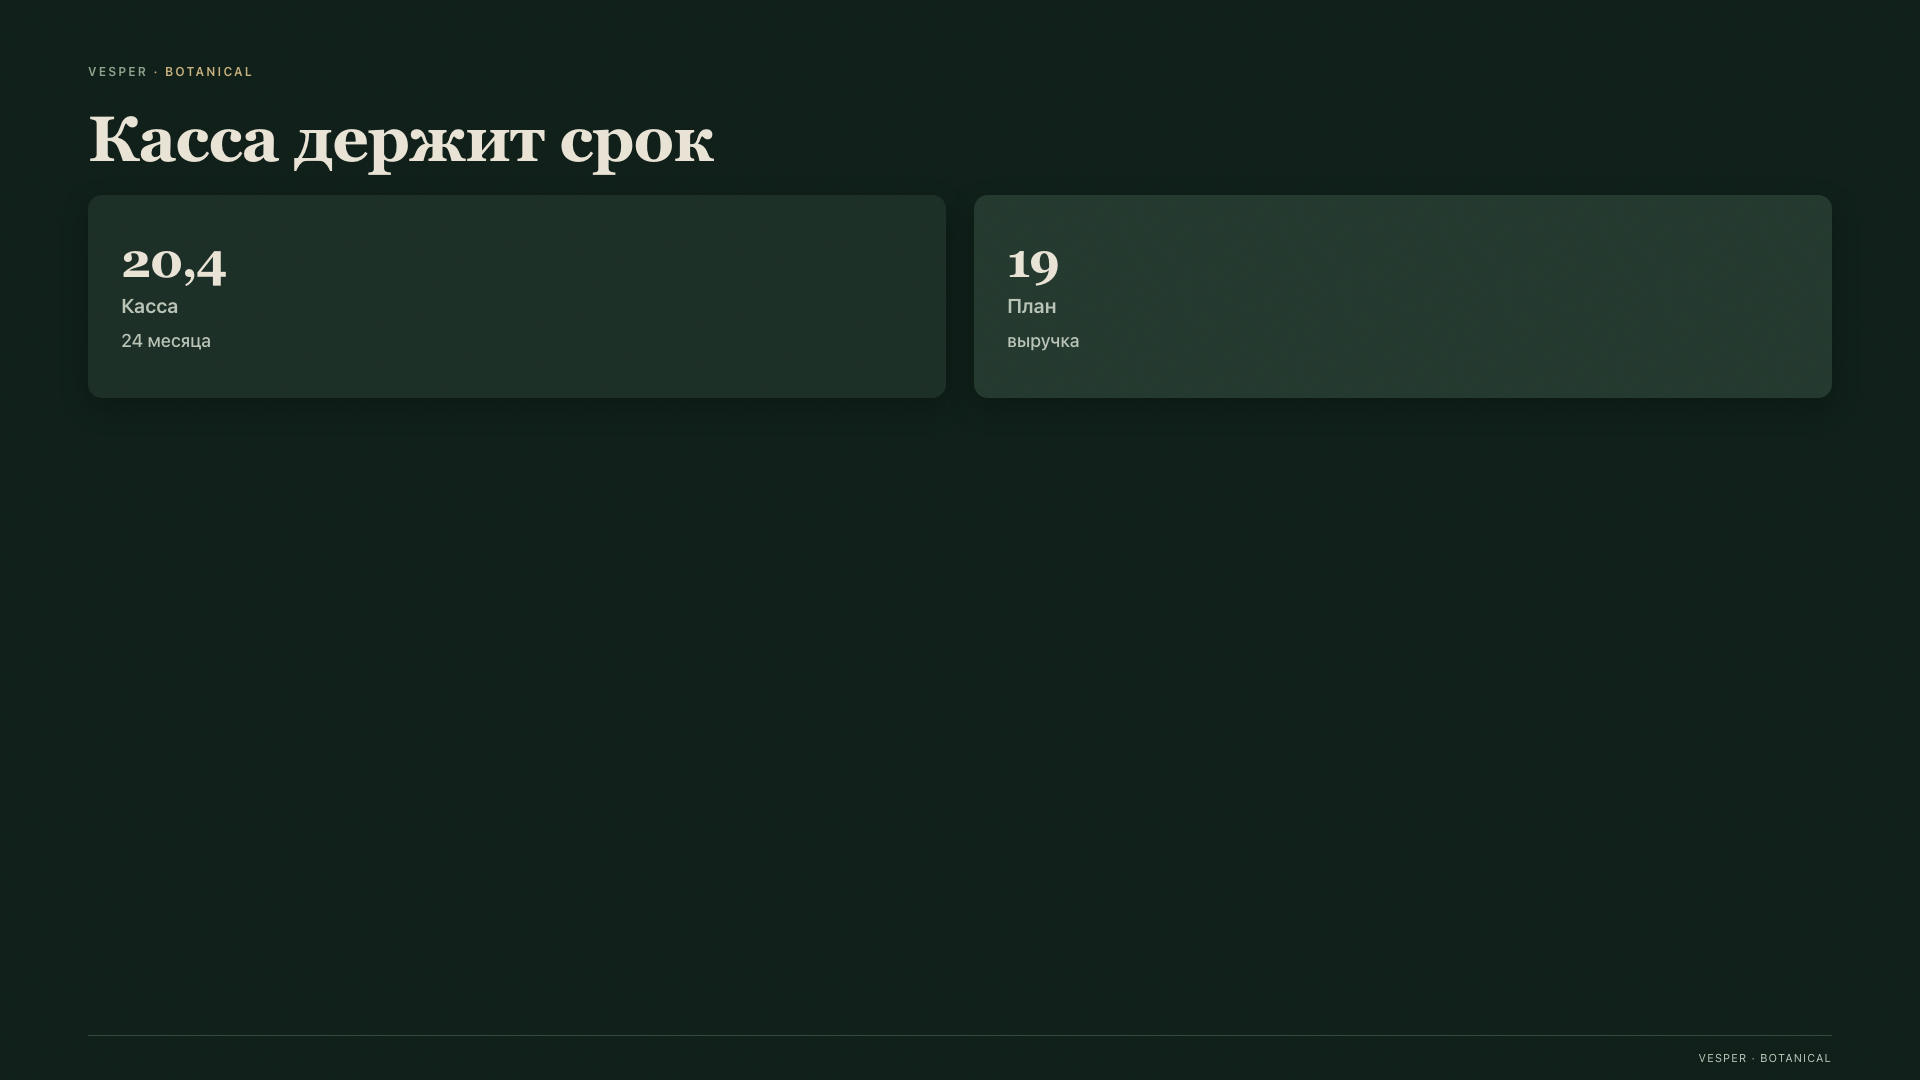 VESPER · BOTANICAL
Касса держит срок
20,4
Касса
24 месяца
19
План
выручка
VESPER · BOTANICAL